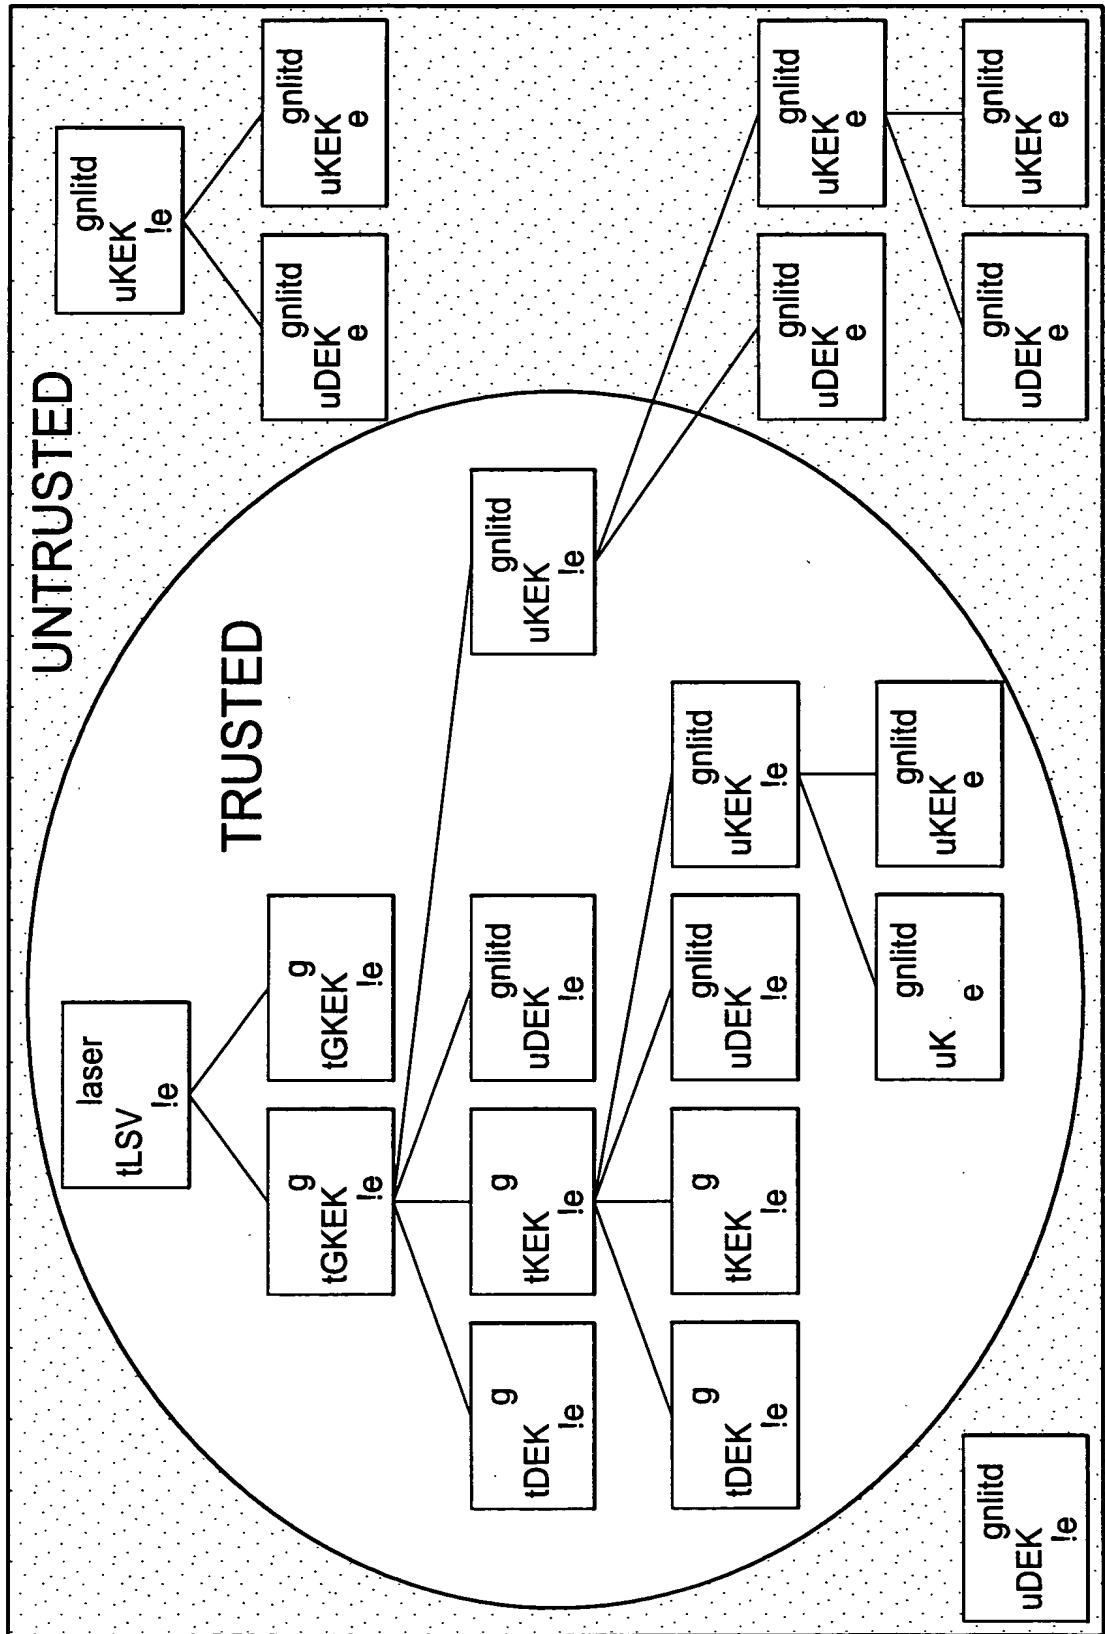 UNTRUSTED
laser
tLSV
!e
gnlitd
uKEK
!e
TRUSTED
g
tGKEK
!e
g
tGKEK
!e
gnlitd
uDEK
e
gnlitd
uKEK
e
g
tDEK
!e
g
tKEK
!e
gnlitd
uDEK
!e
gnlitd
uKEK
!e
g
tDEK
!e
g
tKEK
!e
gnlitd
uDEK
!e
gnlitd
uKEK
!e
gnlitd
uDEK
e
gnlitd
uKEK
e
gnlitd
uK
e
gnlitd
uKEK
e
gnlitd
uDEK
!e
gnlitd
uDEK
e
gnlitd
uKEK
e